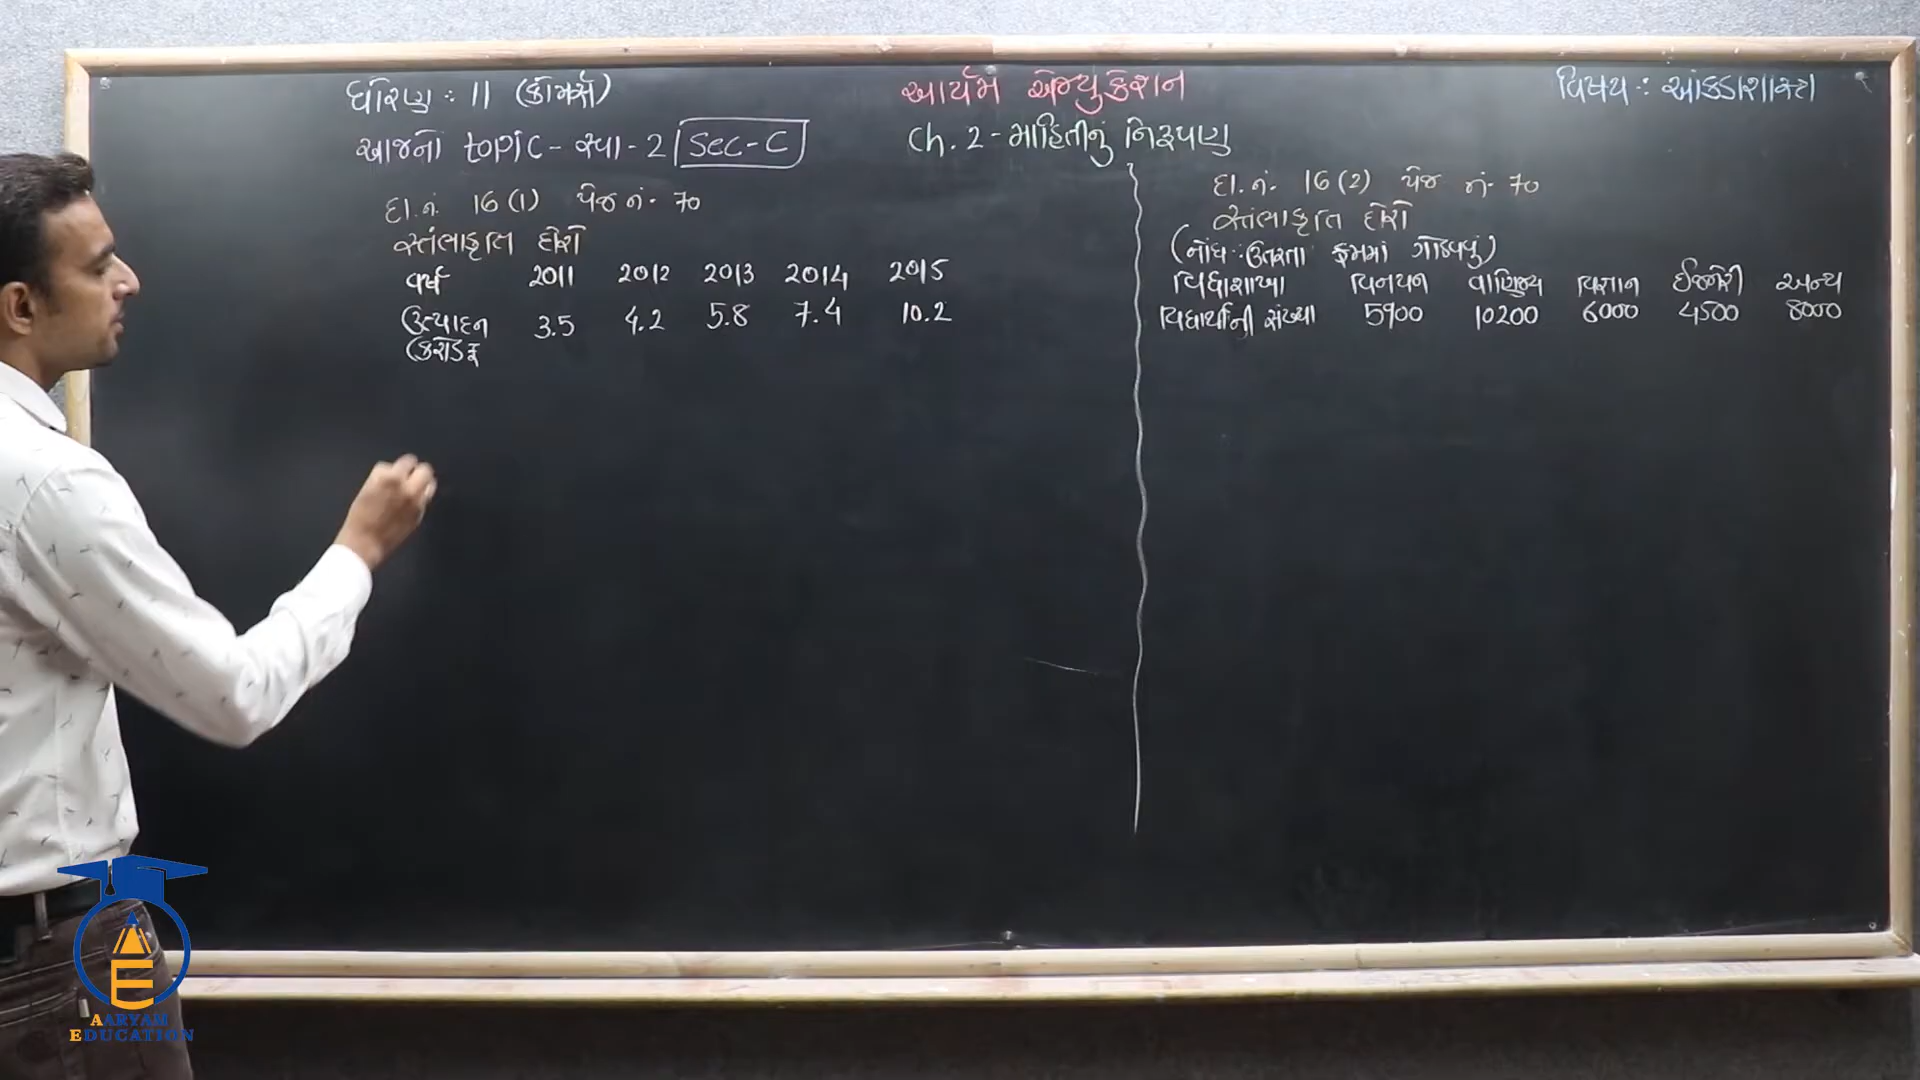 ધોરણ : 11 (કોમર્સ)
આર્યમ એજ્યુકેશન
વિષય : આંકડાશાસ્ત્ર
આજનો topic - સ્વા - 2 Sec-C
Ch. 2 - માહિતીનું નિરૂપણ
દા.નં. 16 (1) પેજ નં. 70
સ્તંભાકૃતિ દોરો
વર્ષ 2011 2012 2013 2014 2015
ઉત્પાદન 3.5 4.2 5.8 7.4 10.2
(કરોડ રૂ
દા.નં. 16 (2) પેજ નં. 70
સ્તંભાકૃતિ દોરો
(નોંધ : ઉતરતા ક્રમમાં ગોઠવવું)
વિદ્યાશાખા વિનયન વાણિજ્ય વિજ્ઞાન ઈજનેરી અન્ય
વિદ્યાર્થીની સંખ્યા 5900 10200 6000 4500 8000
AARYAM
EDUCATION